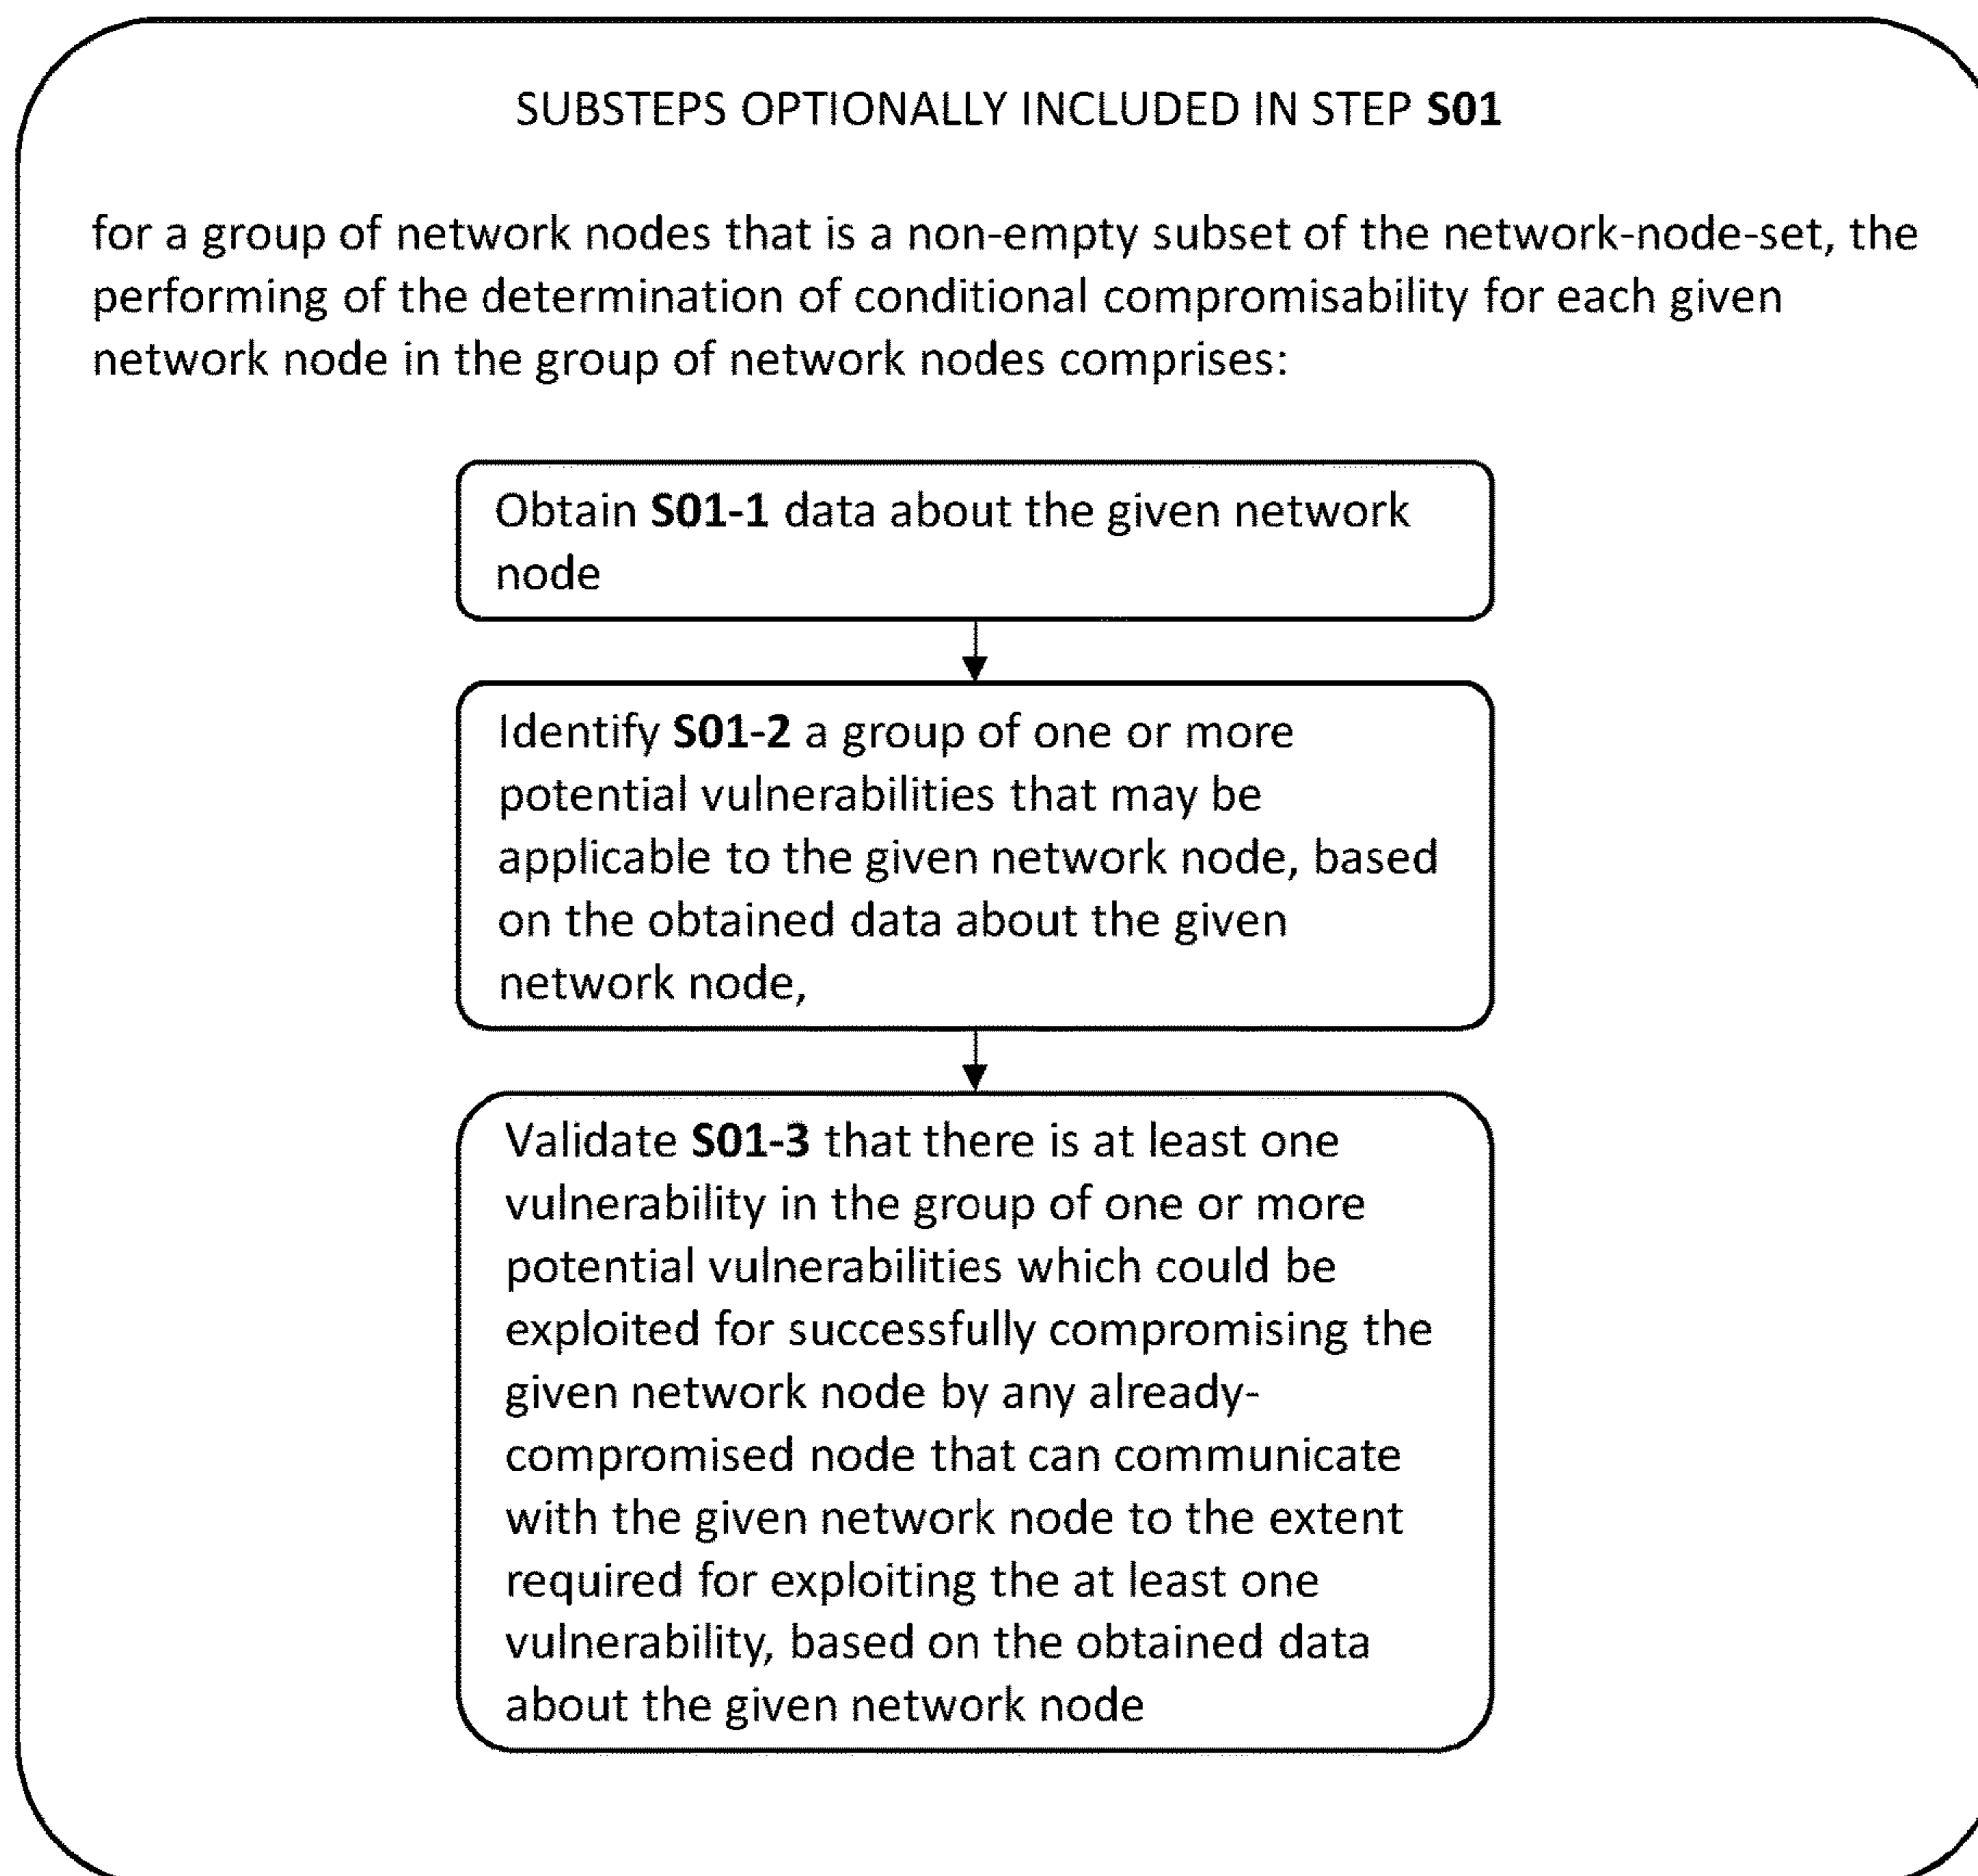 SUBSTEPS OPTIONALLY INCLUDED IN STEP S01
for a group of network nodes that is a non-empty subset of the network-node-set, the
performing of the determination of conditional compromisability for each given
network node in the group of network nodes comprises:
Obtain S01-1 data about the given network
node
Identify S01-2 a group of one or more
potential vulnerabilities that may be
applicable to the given network node, based
on the obtained data about the given
network node,
Validate S01-3 that there is at least one
vulnerability in the group of one or more
potential vulnerabilities which could be
exploited for successfully compromising the
given network node by any already-
compromised node that can communicate
with the given network node to the extent
required for exploiting the at least one
vulnerability, based on the obtained data
about the given network node